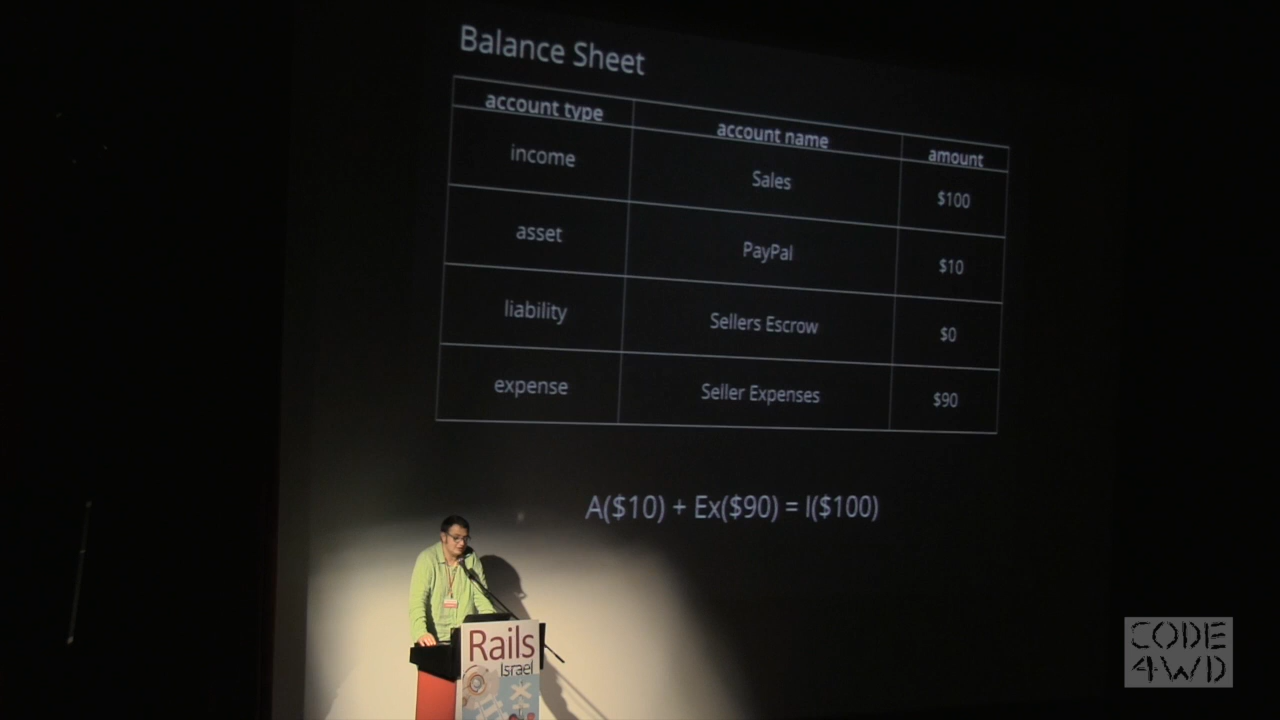 Balance Sheet
account type account name amount
income Sales $100
asset PayPal $10
liability Sellers Escrow $0
expense Seller Expenses $90
A($10) + Ex($90) = I($100)
Rails
Israel
CODE
4WD